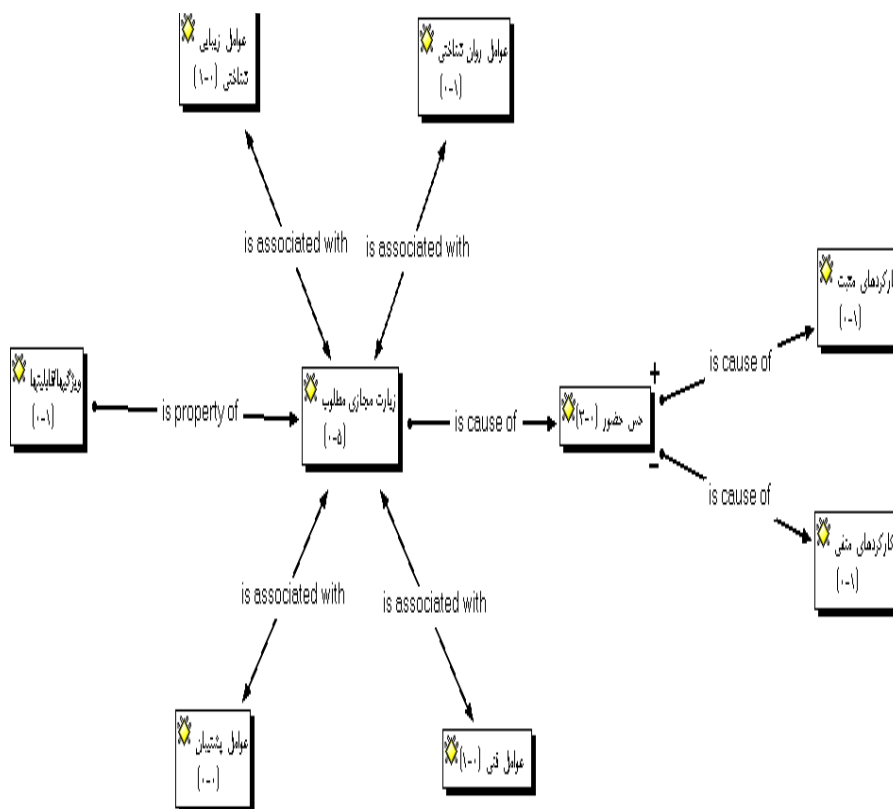 عوامل زیبایی
شناختی (۰-۱)
عوامل روان شناختی
(۰-۱)
is associated with
is associated with
کارکردهای مثبت
(۰-۱)
is cause of
ویژگیها/قابلیتها
(۰-۱)
is property of
زیارت مجازی مطلوب
(۰-۵)
is cause of
+
حس حضور (۰-۳)
−
is cause of
کارکردهای منفی
(۰-۱)
is associated with
is associated with
عوامل پشتیبان
(۰-۰)
عوامل فنی (۰-۱)